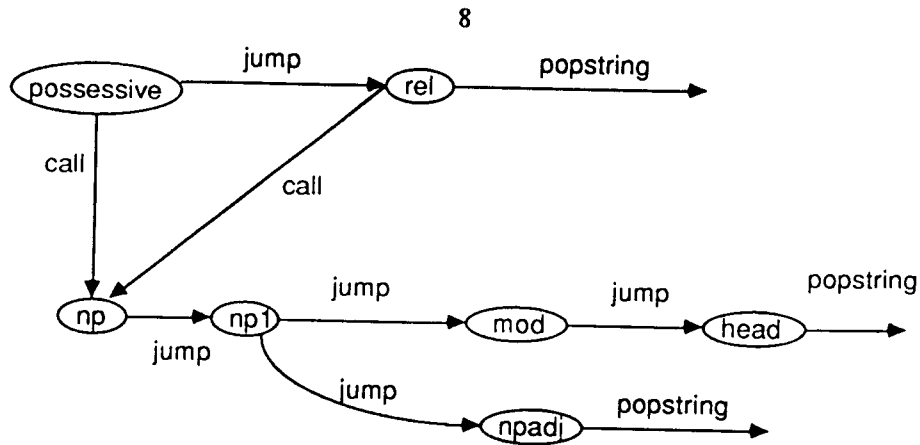 8
jump
popstring
possessive
rel
call
call
jump
jump
popstring
np
np1
mod
head
jump
jump
popstring
npadj